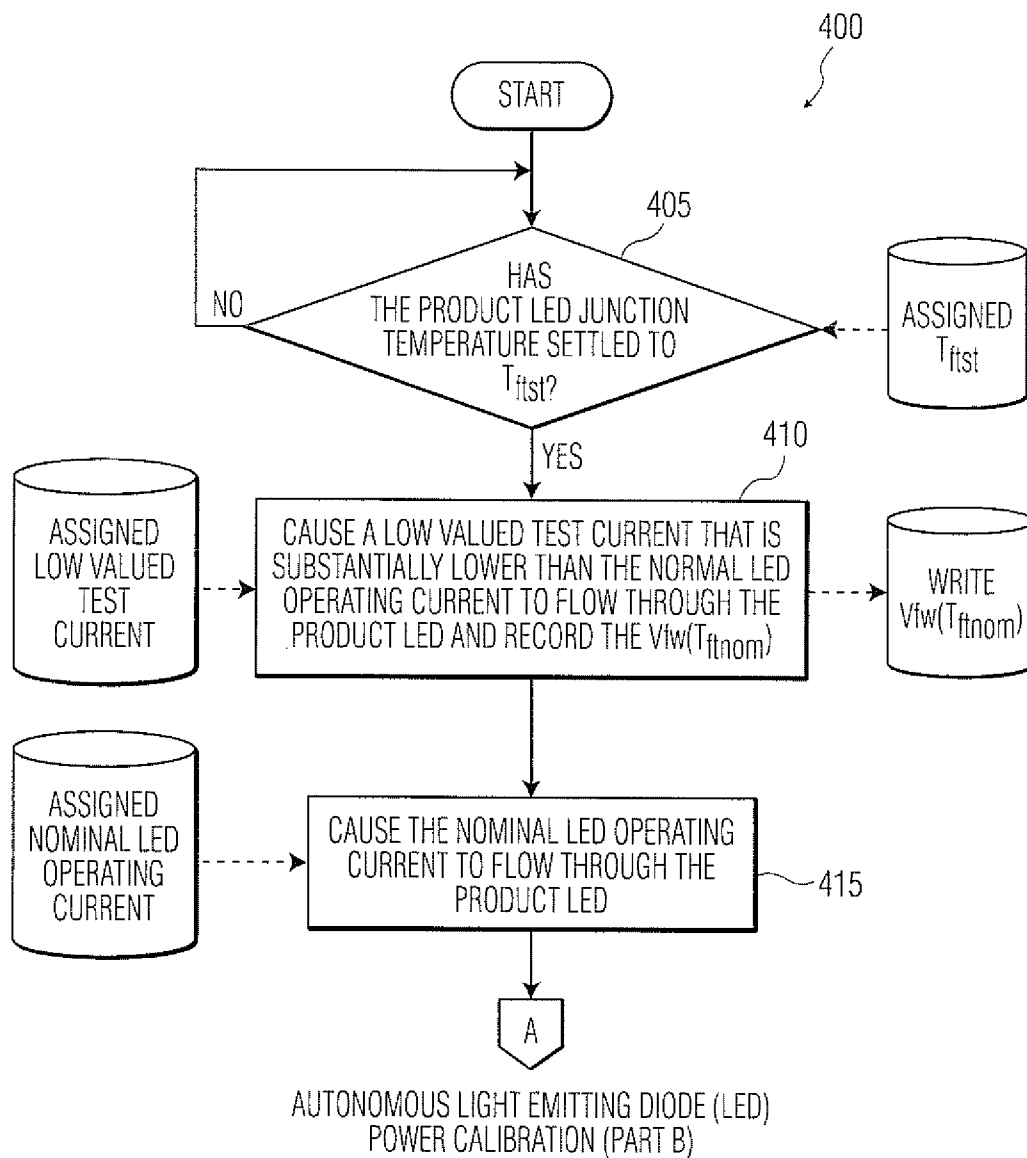 400
START
405
HAS
THE PRODUCT LED JUNCTION
TEMPERATURE SETTLED TO
Tftst?
NO
ASSIGNED
Tftst
YES
410
ASSIGNED
LOW VALUED
TEST
CURRENT
CAUSE A LOW VALUED TEST CURRENT THAT IS
SUBSTANTIALLY LOWER THAN THE NORMAL LED
OPERATING CURRENT TO FLOW THROUGH THE
PRODUCT LED AND RECORD THE Vfw(Tftnom)
WRITE
Vfw(Tftnom)
ASSIGNED
NOMINAL LED
OPERATING
CURRENT
CAUSE THE NOMINAL LED OPERATING
CURRENT TO FLOW THROUGH THE
PRODUCT LED
415
A
AUTONOMOUS LIGHT EMITTING DIODE (LED)
POWER CALIBRATION (PART B)